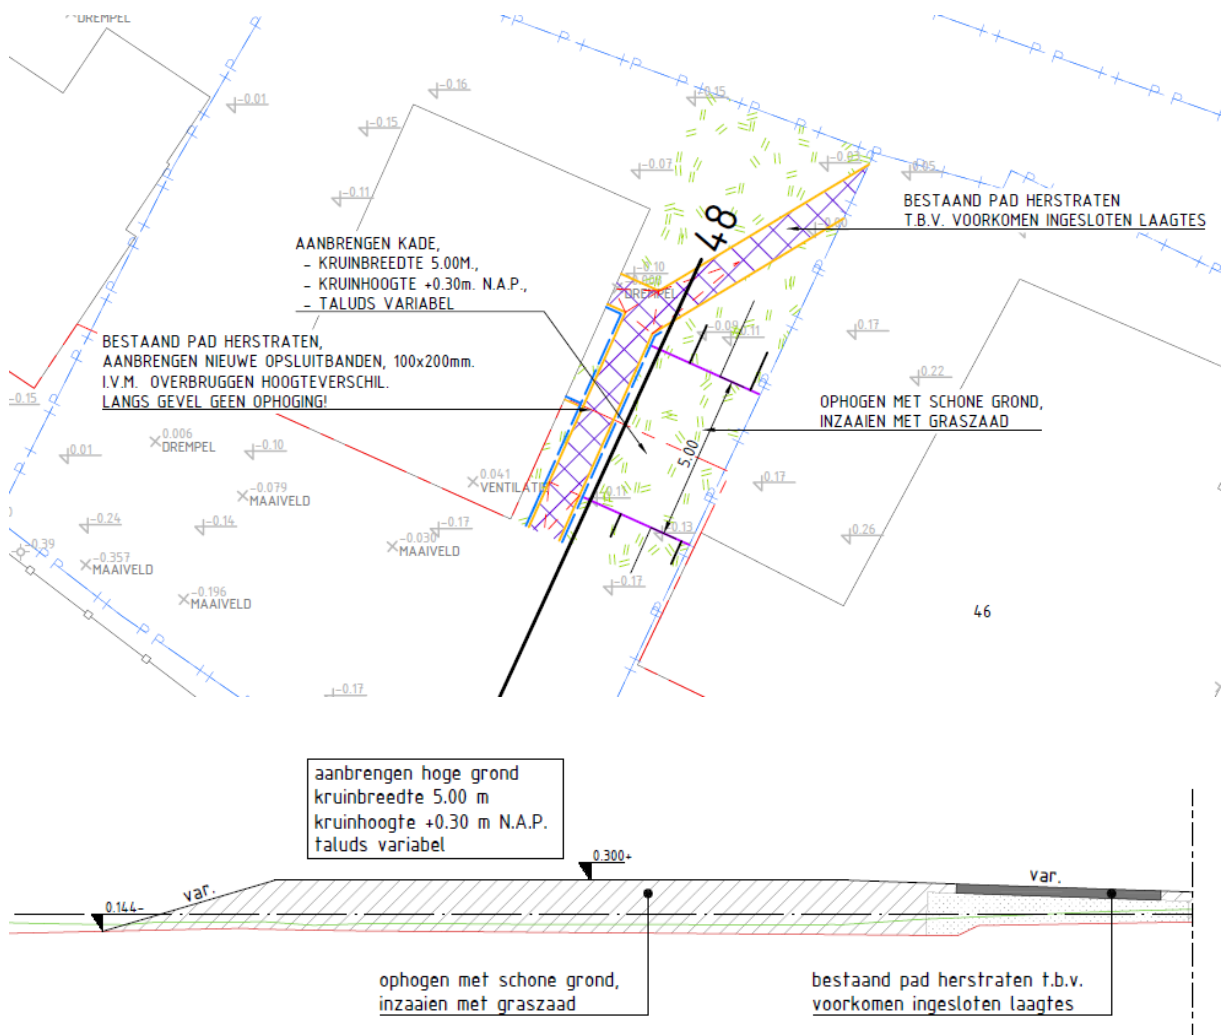 DREMPEL
-0.01
-0.16
-0.15
-0.15
-0.07
-0.03
0.05
-0.11
BESTAAND PAD HERSTRATEN
T.B.V. VOORKOMEN INGESLOTEN LAAGTES
48
AANBRENGEN KADE,
- KRUINBREEDTE 5.00M.,
- KRUINHOOGTE +0.30m. N.A.P.,
- TALUDS VARIABEL
-0.10
DREMPEL
BESTAAND PAD HERSTRATEN,
AANBRENGEN NIEUWE OPSLUITBANDEN, 100x200mm.
I.V.M. OVERBRUGGEN HOOGTEVERSCHIL.
LANGS GEVEL GEEN OPHOGING!
-0.09
0.11
0.17
0.22
-0.15
OPHOGEN MET SCHONE GROND,
INZAAIEN MET GRASZAAD
5.00
0.006
DREMPEL
0.01
-0.10
0.041
VENTILATIE
0.17
-0.079
MAAIVELD
0.11
-0.24
-0.14
-0.17
-0.13
0.26
-0.39
-0.030
MAAIVELD
-0.357
MAAIVELD
-0.17
-0.196
MAAIVELD
46
-0.17
aanbrengen hoge grond
kruinbreedte 5.00 m
kruinhoogte +0.30 m N.A.P.
taluds variabel
0.300+
var.
var.
0.144-
ophogen met schone grond,
inzaaien met graszaad
bestaand pad herstraten t.b.v.
voorkomen ingesloten laagtes